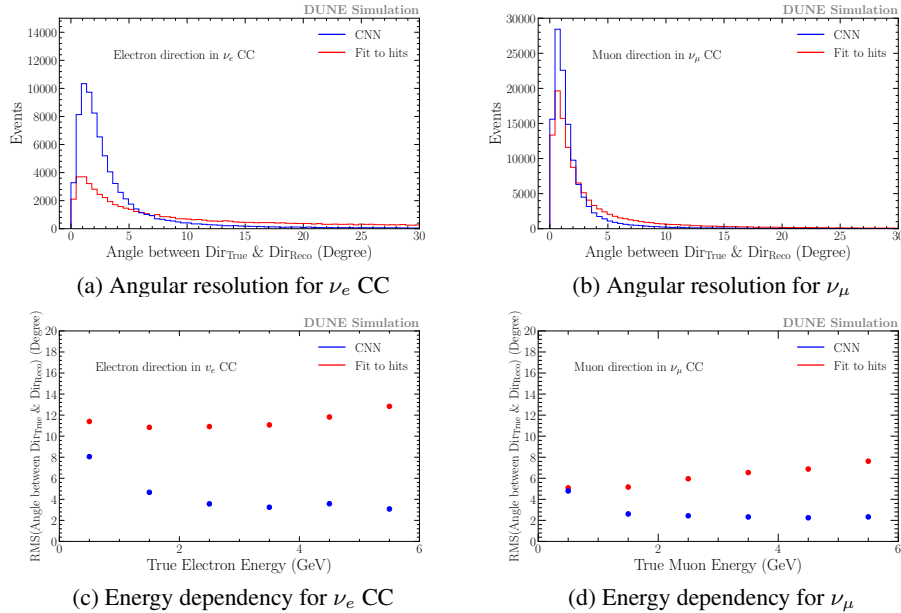 DUNE Simulation
14000
12000
10000
8000
6000
4000
2000
0
Events
Electron direction in νe CC
CNN
Fit to hits
0 5 10 15 20 25 30
Angle between DirTrue & DirReco (Degree)
(a) Angular resolution for νe CC
DUNE Simulation
30000
25000
20000
15000
10000
5000
0
Events
Muon direction in νμ CC
CNN
Fit to hits
0 5 10 15 20 25 30
Angle between DirTrue & DirReco (Degree)
(b) Angular resolution for νμ
DUNE Simulation
20
18
16
14
12
10
8
6
4
2
0
RMS(Angle between DirTrue & DirReco) (Degree)
Electron direction in νe CC
CNN
Fit to hits
0 2 4 6
True Electron Energy (GeV)
(c) Energy dependency for νe CC
DUNE Simulation
20
18
16
14
12
10
8
6
4
2
0
RMS(Angle between DirTrue & DirReco) (Degree)
Muon direction in νμ CC
CNN
Fit to hits
0 2 4 6
True Muon Energy (GeV)
(d) Energy dependency for νμ